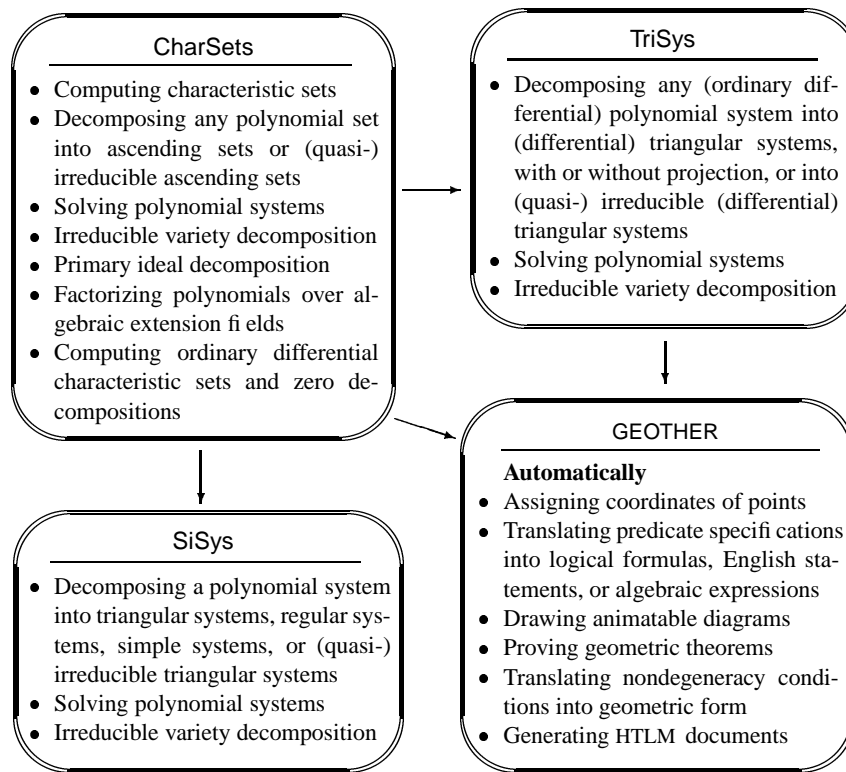 CharSets
• Computing characteristic sets
• Decomposing any polynomial set
into ascending sets or (quasi-)
irreducible ascending sets
• Solving polynomial systems
• Irreducible variety decomposition
• Primary ideal decomposition
• Factorizing polynomials over al-
gebraic extension fi elds
• Computing ordinary differential
characteristic sets and zero de-
compositions
TriSys
• Decomposing any (ordinary dif-
ferential) polynomial system into
(differential) triangular systems,
with or without projection, or into
(quasi-) irreducible (differential)
triangular systems
• Solving polynomial systems
• Irreducible variety decomposition
SiSys
• Decomposing a polynomial system
into triangular systems, regular sys-
tems, simple systems, or (quasi-)
irreducible triangular systems
• Solving polynomial systems
• Irreducible variety decomposition
GEOTHER
Automatically
• Assigning coordinates of points
• Translating predicate specifi cations
into logical formulas, English sta-
tements, or algebraic expressions
• Drawing animatable diagrams
• Proving geometric theorems
• Translating nondegeneracy condi-
tions into geometric form
• Generating HTLM documents